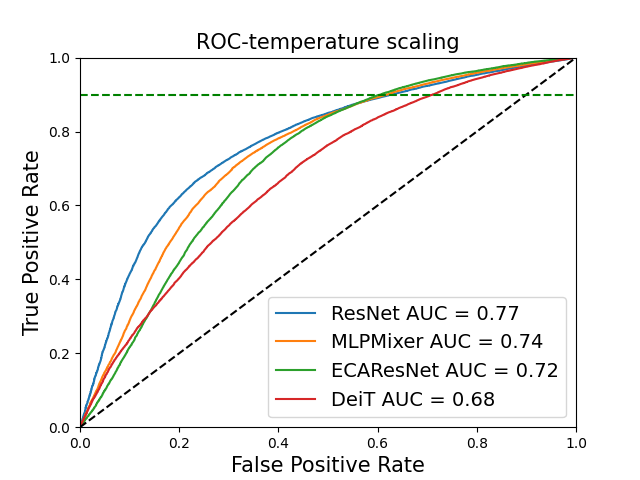 ROC-temperature scaling
True Positive Rate
1.0
0.8
0.6
0.4
0.2
0.0
ResNet AUC = 0.77
MLPMixer AUC = 0.74
ECAResNet AUC = 0.72
DeiT AUC = 0.68
0.0 0.2 0.4 0.6 0.8 1.0
False Positive Rate